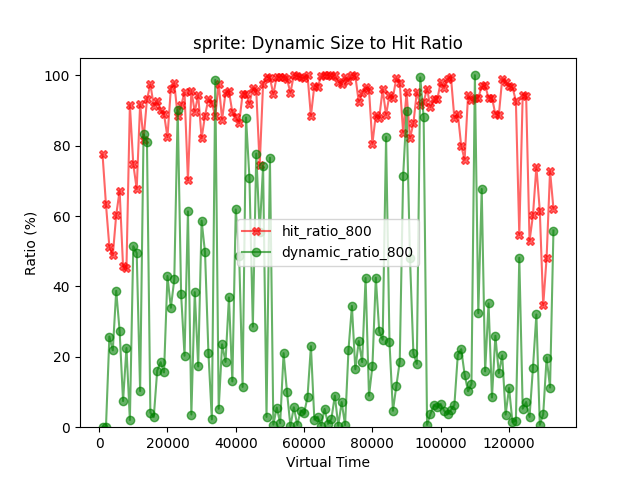 sprite: Dynamic Size to Hit Ratio
Ratio (%)
100
80
60
40
20
0
hit_ratio_800
dynamic_ratio_800
0
20000
40000
60000
80000
100000
120000
Virtual Time